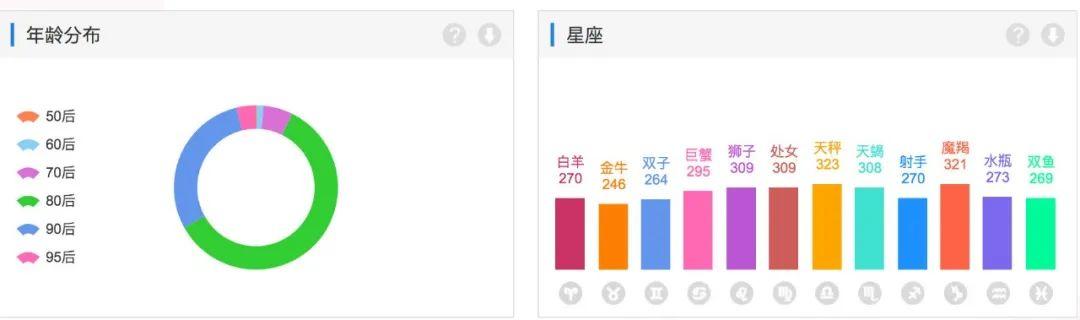 年龄分布
?
50后
60后
70后
80后
90后
95后
星座
?
白羊
270
金牛
246
双子
264
巨蟹
295
狮子
309
处女
309
天秤
323
天蝎
308
射手
270
魔羯
321
水瓶
273
双鱼
269